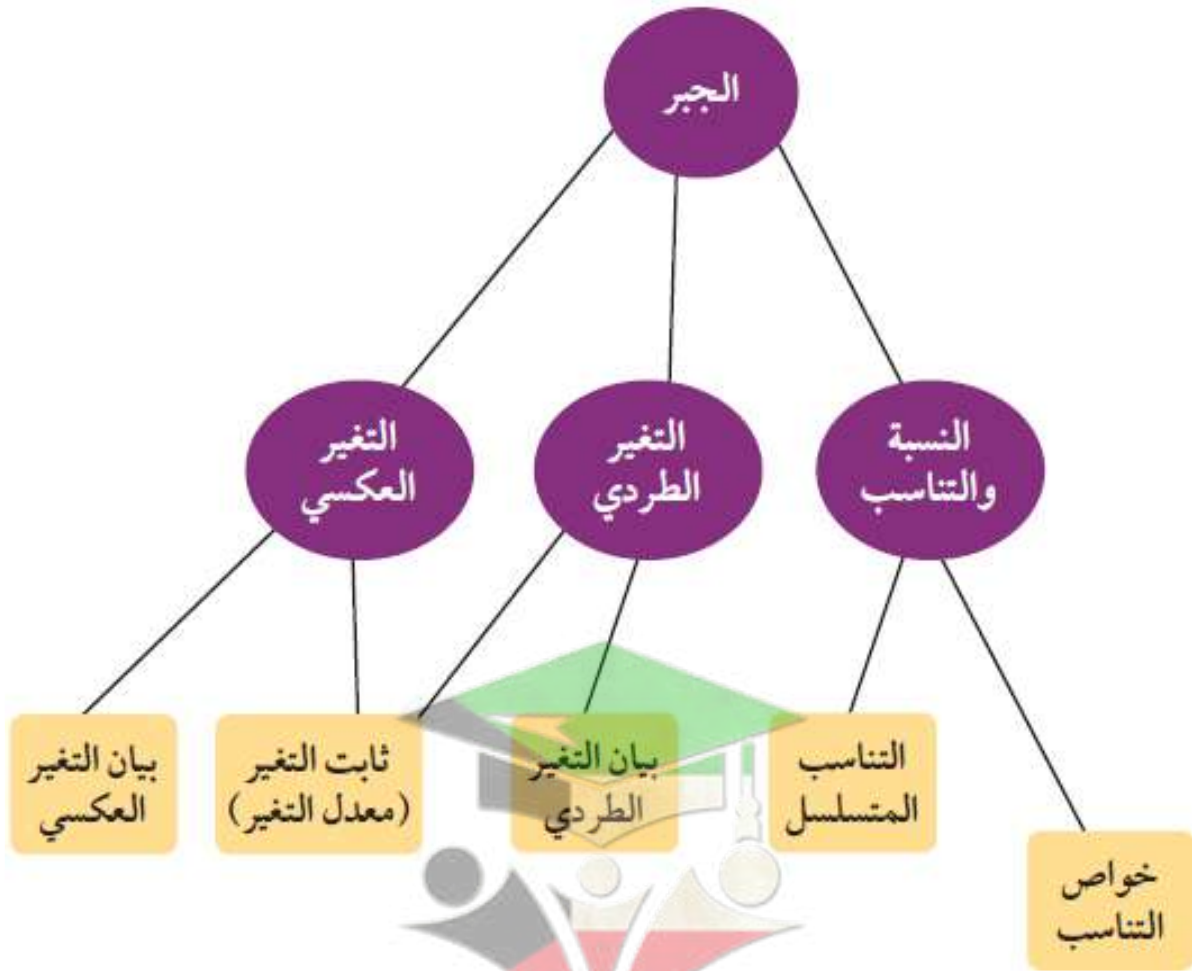 الجبر
النسبة
والتناسب
التغير
الطردي
التغير
العكسي
التناسب
المتسلسل
خواص
التناسب
بيان التغير
الطردي
ثابت التغير
(معدل التغير)
بيان التغير
العكسي